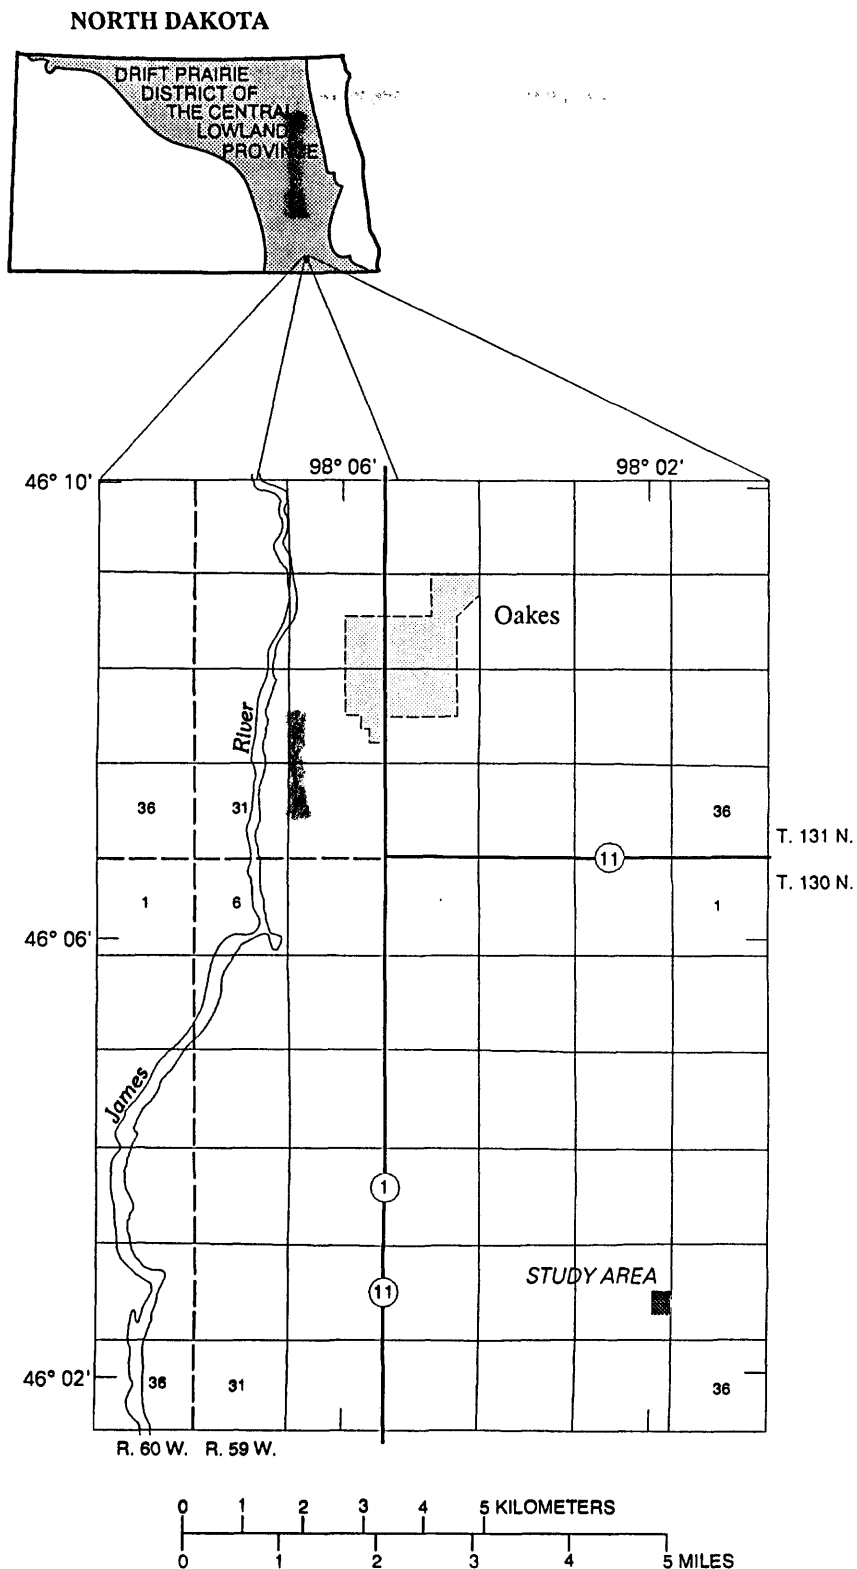 NORTH DAKOTA
DRIFT PRAIRIE
DISTRICT OF
THE CENTRAL
LOWLAND
PROVINCE
98° 06'
98° 02'
46° 10'
Oakes
River
36
31
36
T. 131 N.
11
T. 130 N.
1
6
1
46° 06'
James
1
STUDY AREA
11
46° 02'
36
31
36
R. 60 W.
R. 59 W.
0 1 2 3 4 5 KILOMETERS
0 1 2 3 4 5 MILES